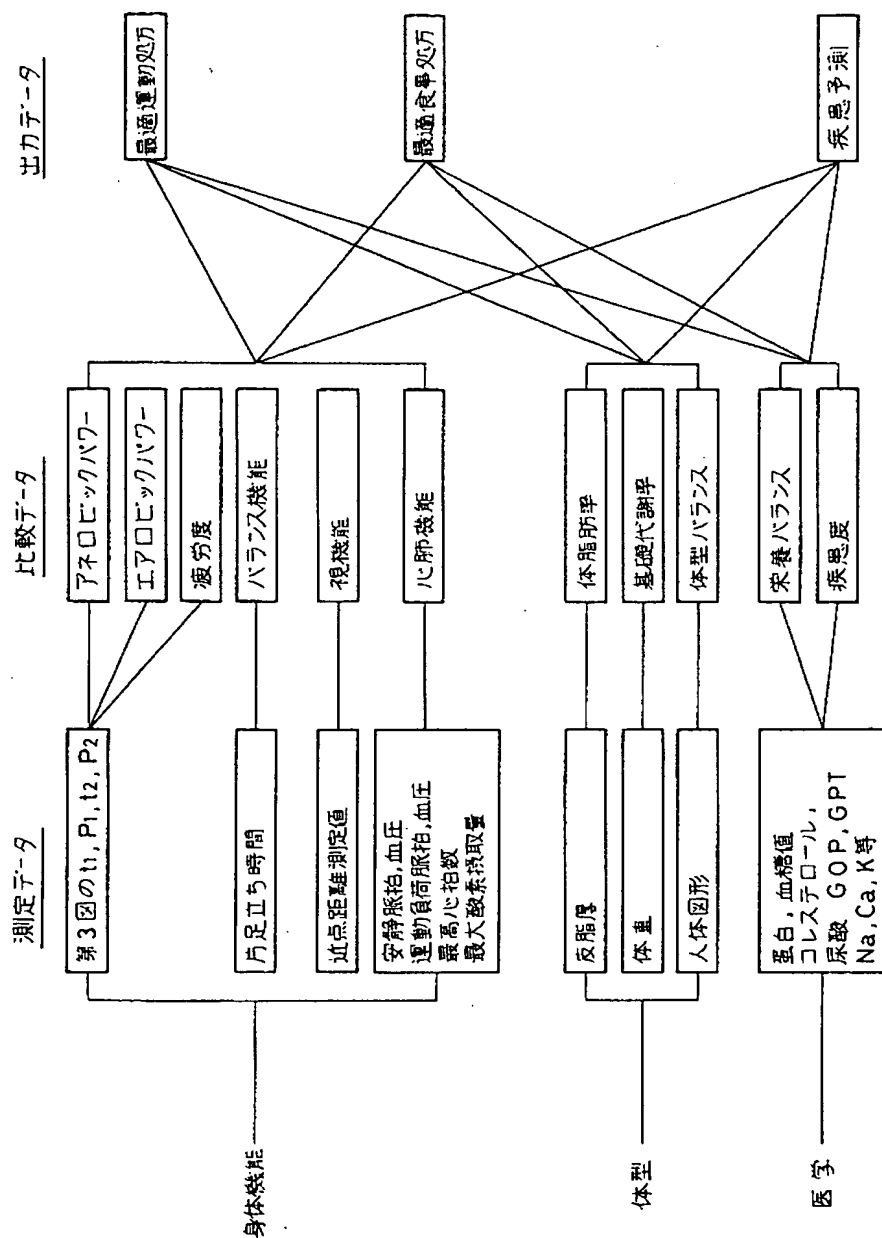 測定データ
比較データ
出力データ
身体機能
第3図のt1, P1, t2, P2
片足立ち時間
近点距離測定値
安静脈拍,血圧
運動負荷脈拍,血圧
最高心拍数
最大酸素摂取量
アネロビックパワー
エアロビックパワー
疲労度
バランス機能
視機能
心肺機能
体型
皮脂厚
体重
人体図形
体脂肪率
基礎代謝率
体型バランス
医学
蛋白,血糖値
コレステロール,
尿酸 GOP,GPT
Na,Ca,K等
栄養バランス
疾患度
最適運動処方
最適食事処方
疾患予測